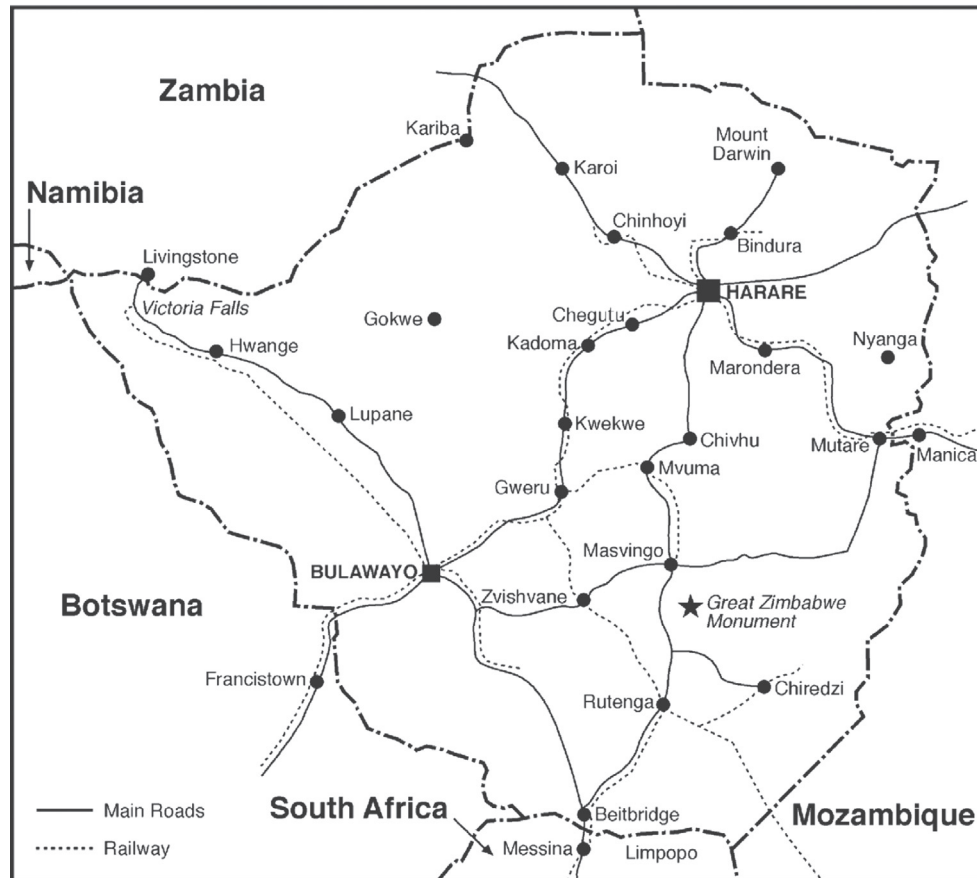 Zambia
Kariba
Mount
Darwin
Karoi
Namibia
Chinhoyi
Bindura
Livingstone
HARARE
Victoria Falls
Chegutu
Gokwe
Kadoma
Nyanga
Hwange
Marondera
Lupane
Kwekwe
Chivhu
Mutare
Manica
Mvuma
Gweru
Masvingo
BULAWAYO
Zvishvane
Botswana
Great Zimbabwe
Monument
Francistown
Chiredzi
Rutenga
Main Roads
South Africa
Beitbridge
Mozambique
Railway
Messina
Limpopo